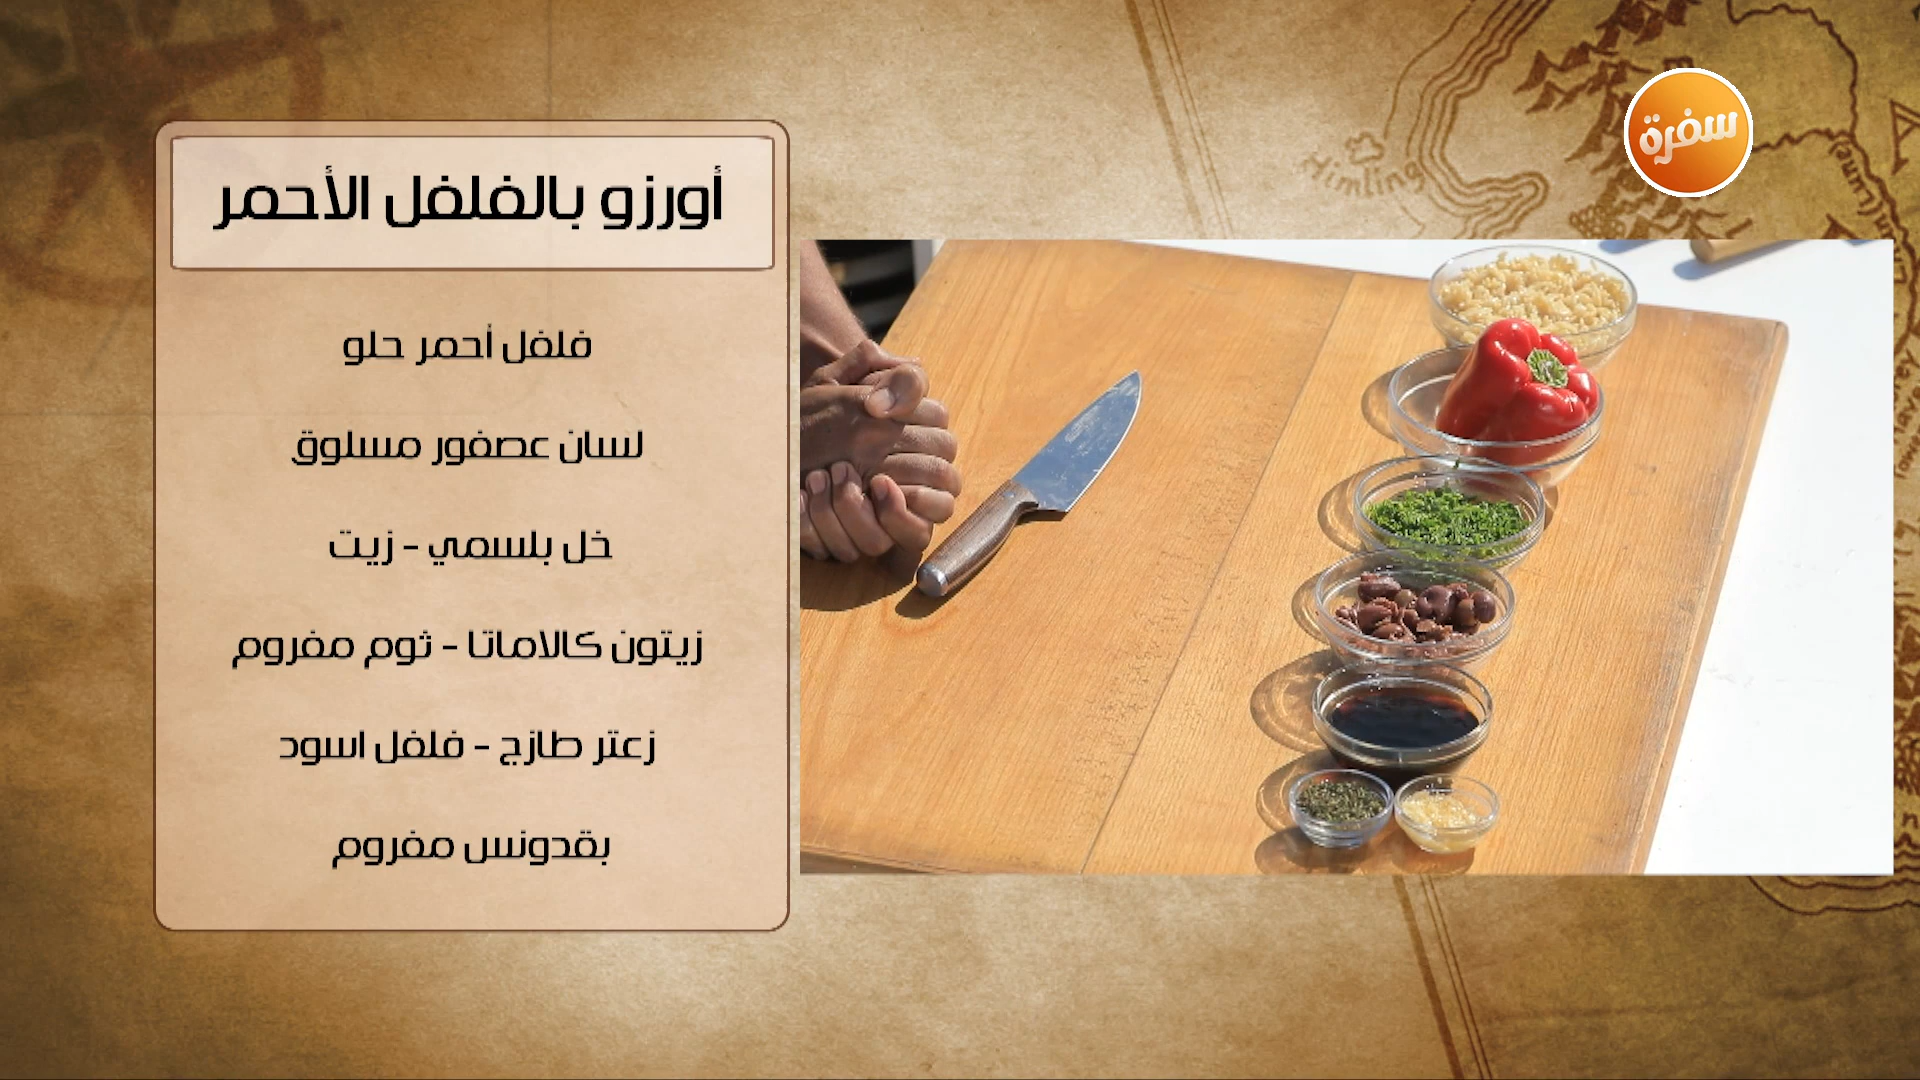 سفرة
أورزو بالفلفل الأحمر
فلفل أحمر حلو
لسان عصفور مسلوق
خل بلسمي - زيت
زيتون كالاماتا - ثوم مفروم
زعتر طازج - فلفل اسود
بقدونس مفروم
Himling